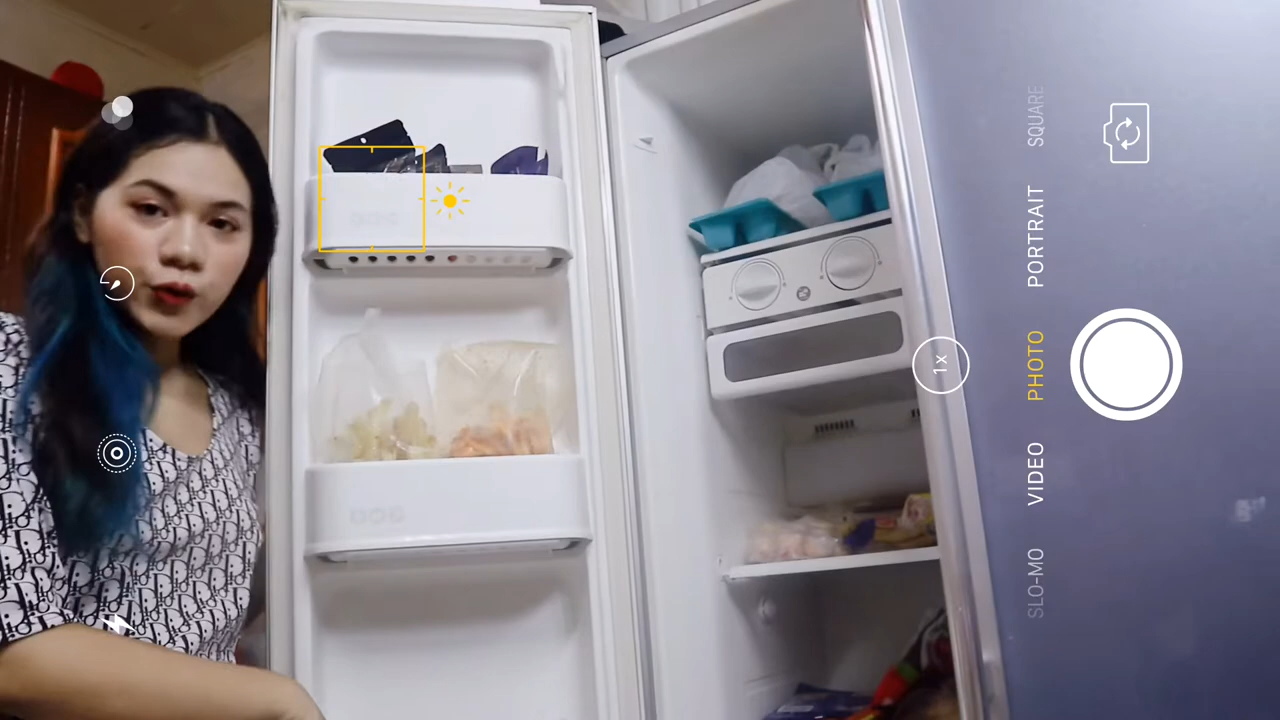 SQUARE
PORTRAIT
PHOTO
VIDEO
SLO-MO
1x